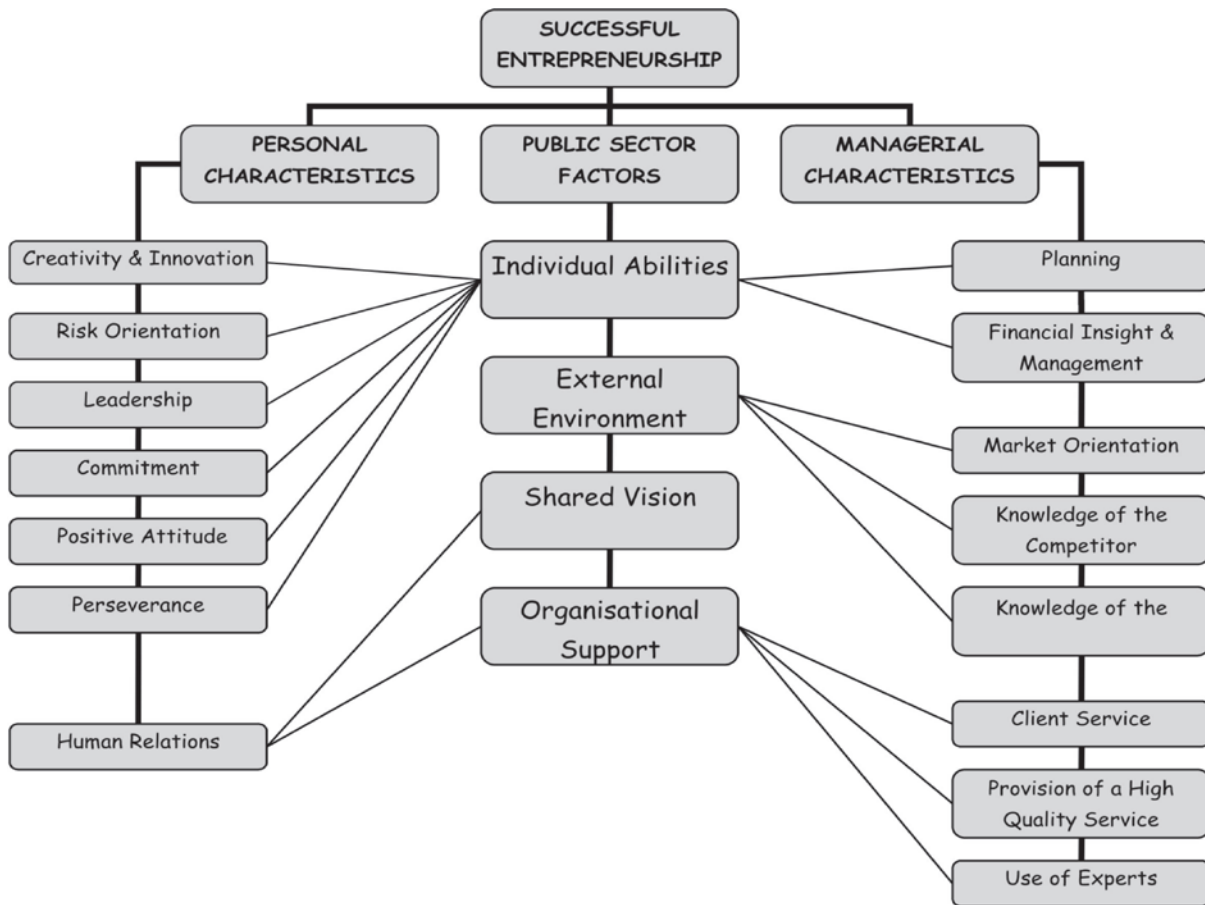 SUCCESSFUL
ENTREPRENEURSHIP
PERSONAL
CHARACTERISTICS
PUBLIC SECTOR
FACTORS
MANAGERIAL
CHARACTERISTICS
Creativity & Innovation
Risk Orientation
Leadership
Commitment
Positive Attitude
Perseverance
Human Relations
Individual Abilities
External
Environment
Shared Vision
Organisational
Support
Planning
Financial Insight &
Management
Market Orientation
Knowledge of the
Competitor
Knowledge of the
Client Service
Provision of a High
Quality Service
Use of Experts